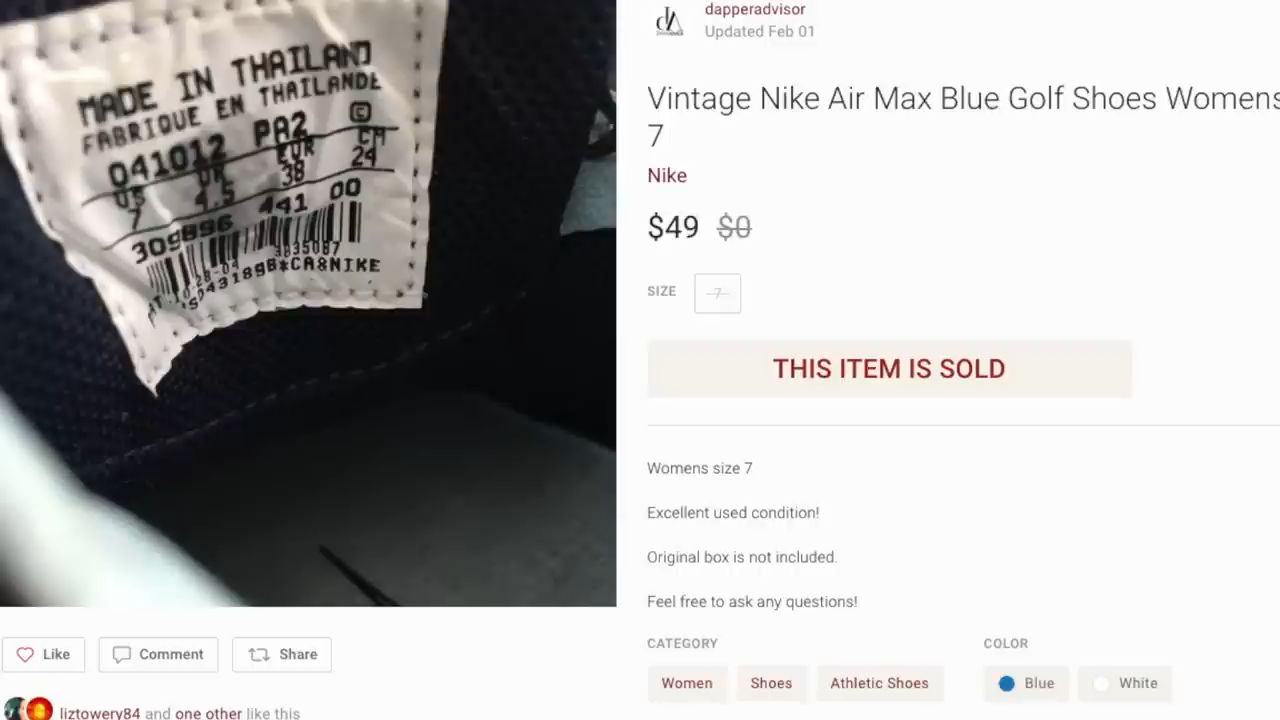 MADE IN THAILAND
FABRIQUE EN THAILANDE
041012 PA2 ©
US UK EUR CM
7 4.5 38 24
309896 441 00
3835087
dapperadvisor
Updated Feb 01
Vintage Nike Air Max Blue Golf Shoes Womens
7
Nike
$49 $0
SIZE 7
THIS ITEM IS SOLD
Womens size 7
Excellent used condition!
Original box is not included.
Feel free to ask any questions!
CATEGORY
Women Shoes Athletic Shoes
COLOR
Blue White
Like Comment Share
liztowery84 and one other like this